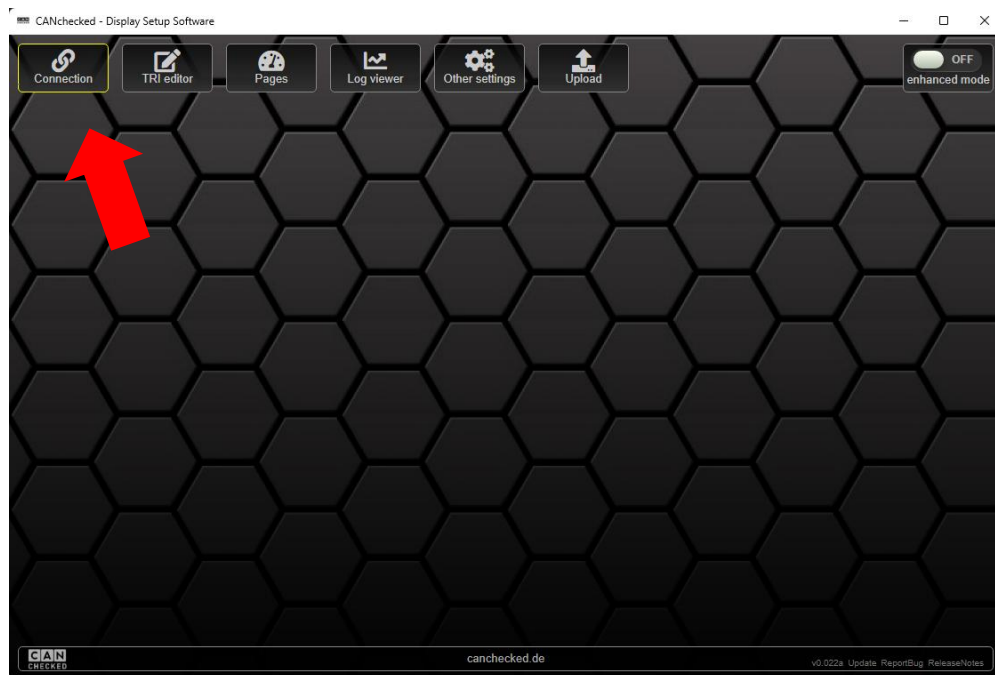 CANchecked - Display Setup Software
Connection
TRI editor
Pages
Log viewer
Other settings
Upload
OFF
enhanced mode
CAN
CHECKED
canchecked.de
v0.022a Update ReportBug ReleaseNotes